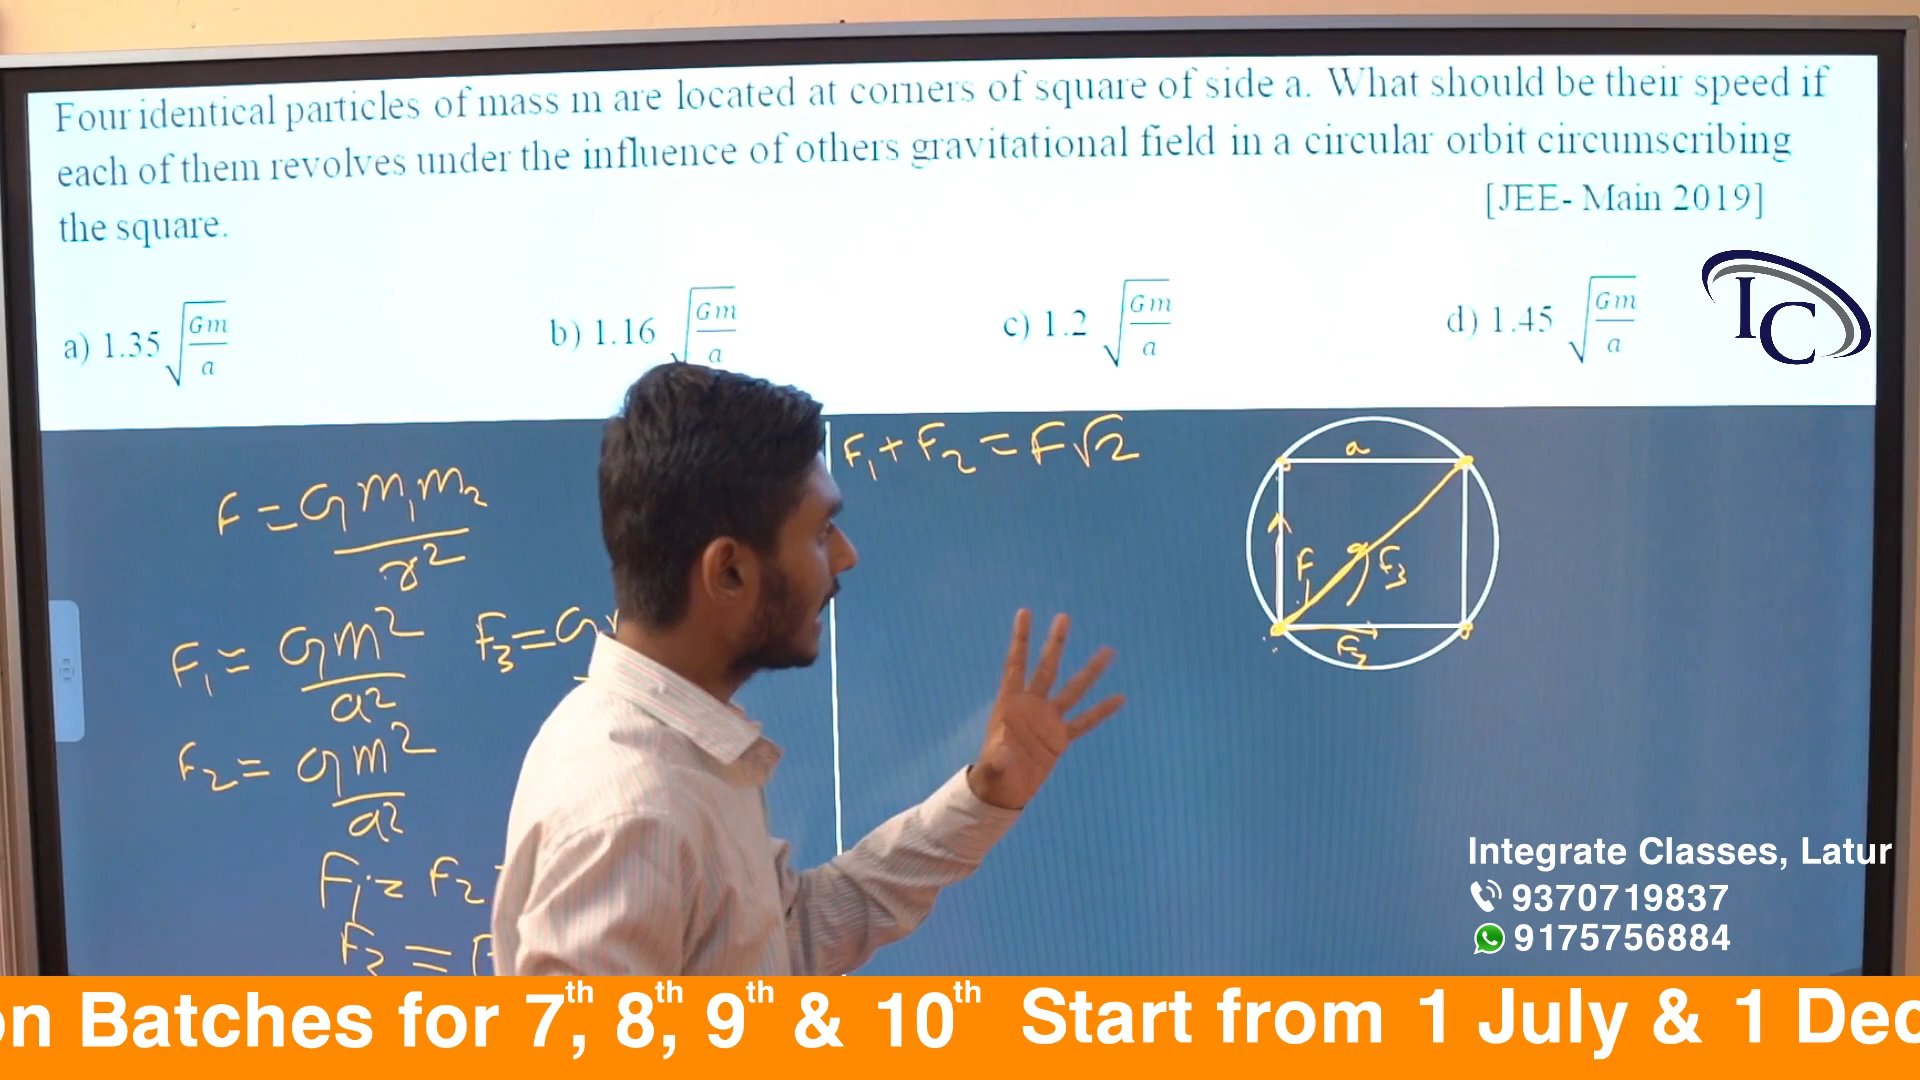 Four identical particles of mass m are located at corners of square of side a. What should be their speed if
each of them revolves under the influence of others gravitational field in a circular orbit circumscribing
the square.
[JEE- Main 2019]
a) 1.35 √(Gm/a)
b) 1.16 √(Gm/a)
c) 1.2 √(Gm/a)
d) 1.45 √(Gm/a)
IC
F = G m₁ m₂ / r²
F₁ = Gm² / a²
F₃ = G
F₂ = Gm² / a²
F₁ = F₂
=
F₁ + F₂ = F√2
a
F₁
F₃
Integrate Classes, Latur
9370719837
9175756884
Batches for 7th, 8th, 9th & 10th Start from 1 July & 1 Dec